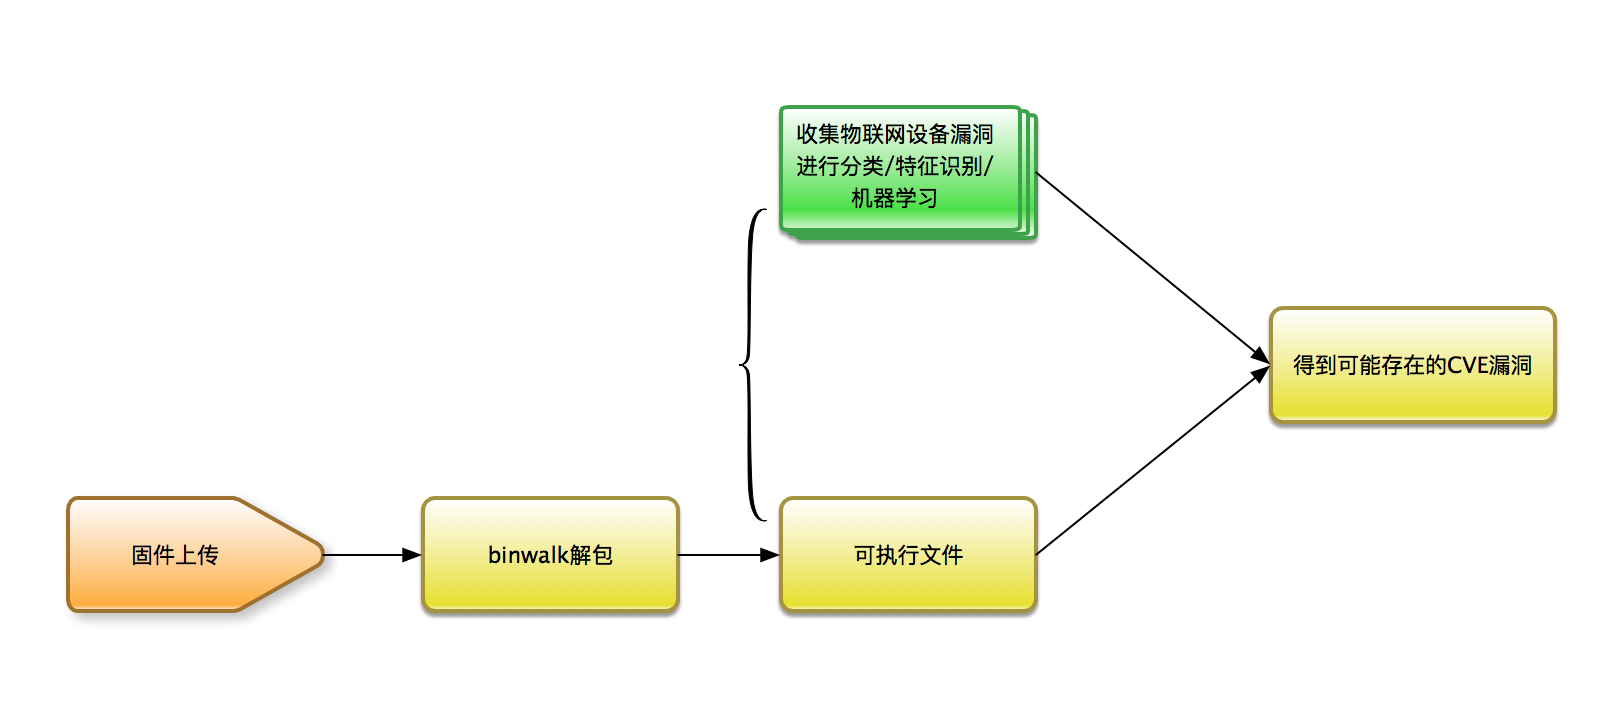 收集物联网设备漏洞
进行分类/特征识别/
机器学习
得到可能存在的CVE漏洞
固件上传
binwalk解包
可执行文件